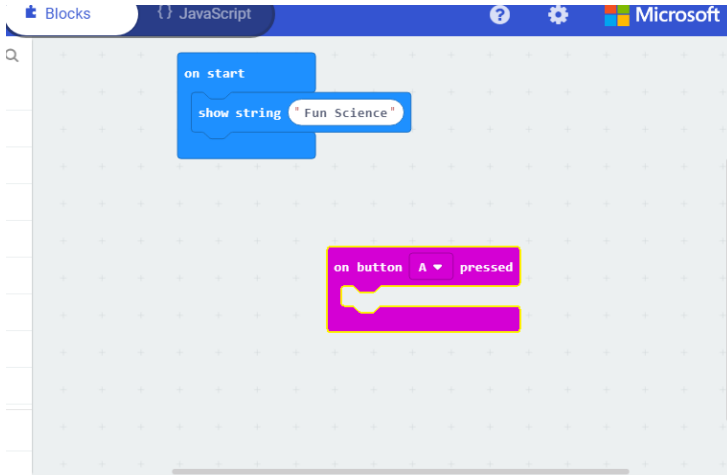 Blocks
{} JavaScript
? Microsoft
on start
show string "Fun Science"
on button A pressed